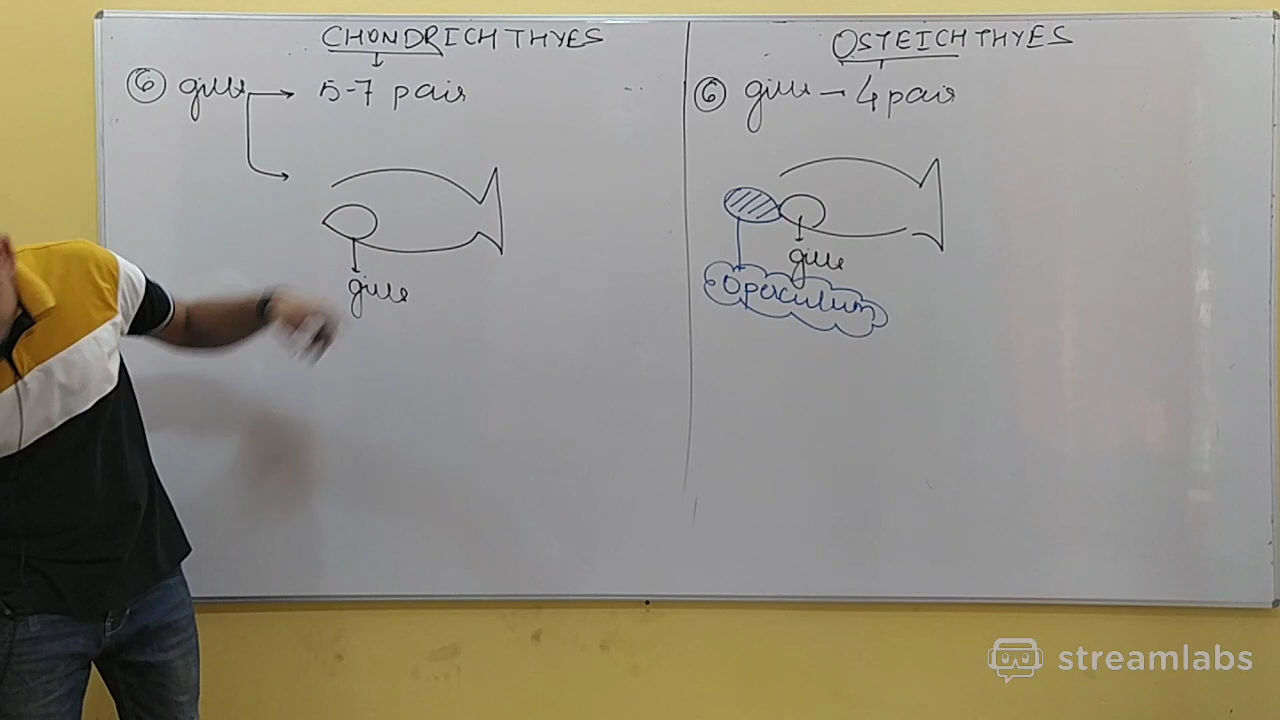 CHONDRICHTHYES
⑥ gills → 5-7 pair
gills
OSTEICHTHYES
⑥ gills - 4 pair
gills
Operculum
streamlabs